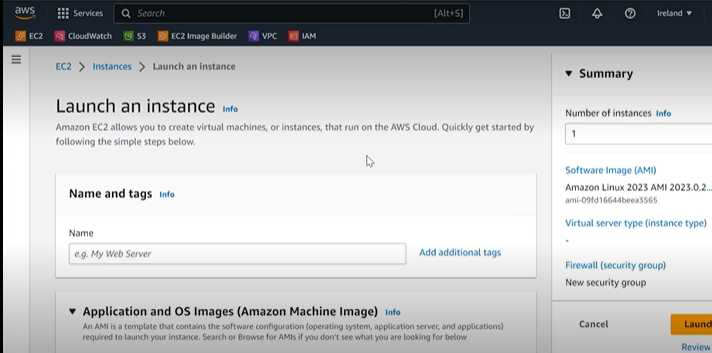 aws
Services
Search
[Alt+S]
Ireland
EC2
CloudWatch
S3
EC2 Image Builder
VPC
IAM
EC2 > Instances > Launch an instance
Launch an instance Info
Amazon EC2 allows you to create virtual machines, or instances, that run on the AWS Cloud. Quickly get started by
following the simple steps below.
Name and tags Info
Name
e.g. My Web Server
Add additional tags
Application and OS Images (Amazon Machine Image) Info
An AMI is a template that contains the software configuration (operating system, application server, and applications)
required to launch your instance. Search or Browse for AMIs if you don't see what you are looking for below
Summary
Number of instances Info
1
Software Image (AMI)
Amazon Linux 2023 AMI 2023.0.2...
ami-09fd16644beea3565
Virtual server type (instance type)
-
Firewall (security group)
New security group
Cancel
Launc
Review